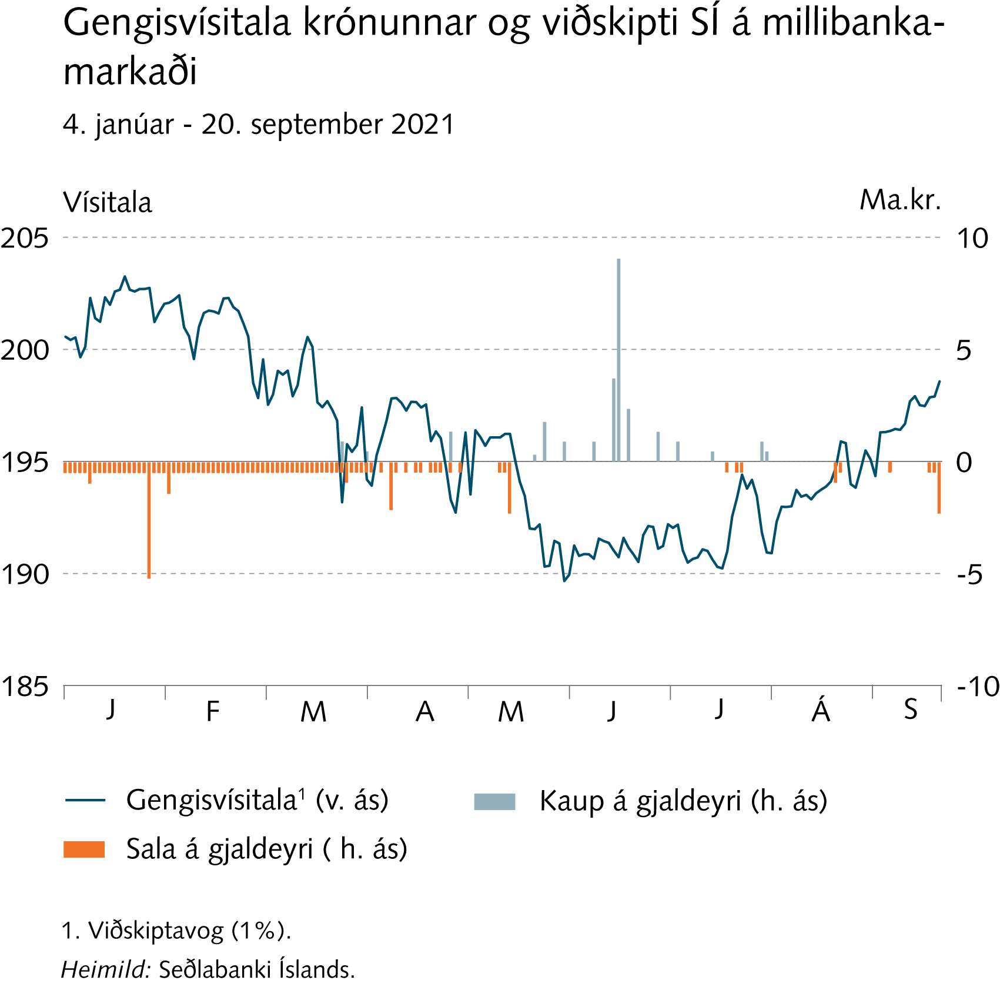 Gengisvísitala krónunnar og viðskipti SÍ á millibanka-
markaði
4. janúar - 20. september 2021
Vísitala
Ma.kr.
205
10
200
5
195
0
190
-5
185
-10
J F M A M J J Á S
Gengisvísitala¹ (v. ás)
Kaup á gjaldeyri (h. ás)
Sala á gjaldeyri ( h. ás)
1. Viðskiptavog (1%).
Heimild: Seðlabanki Íslands.